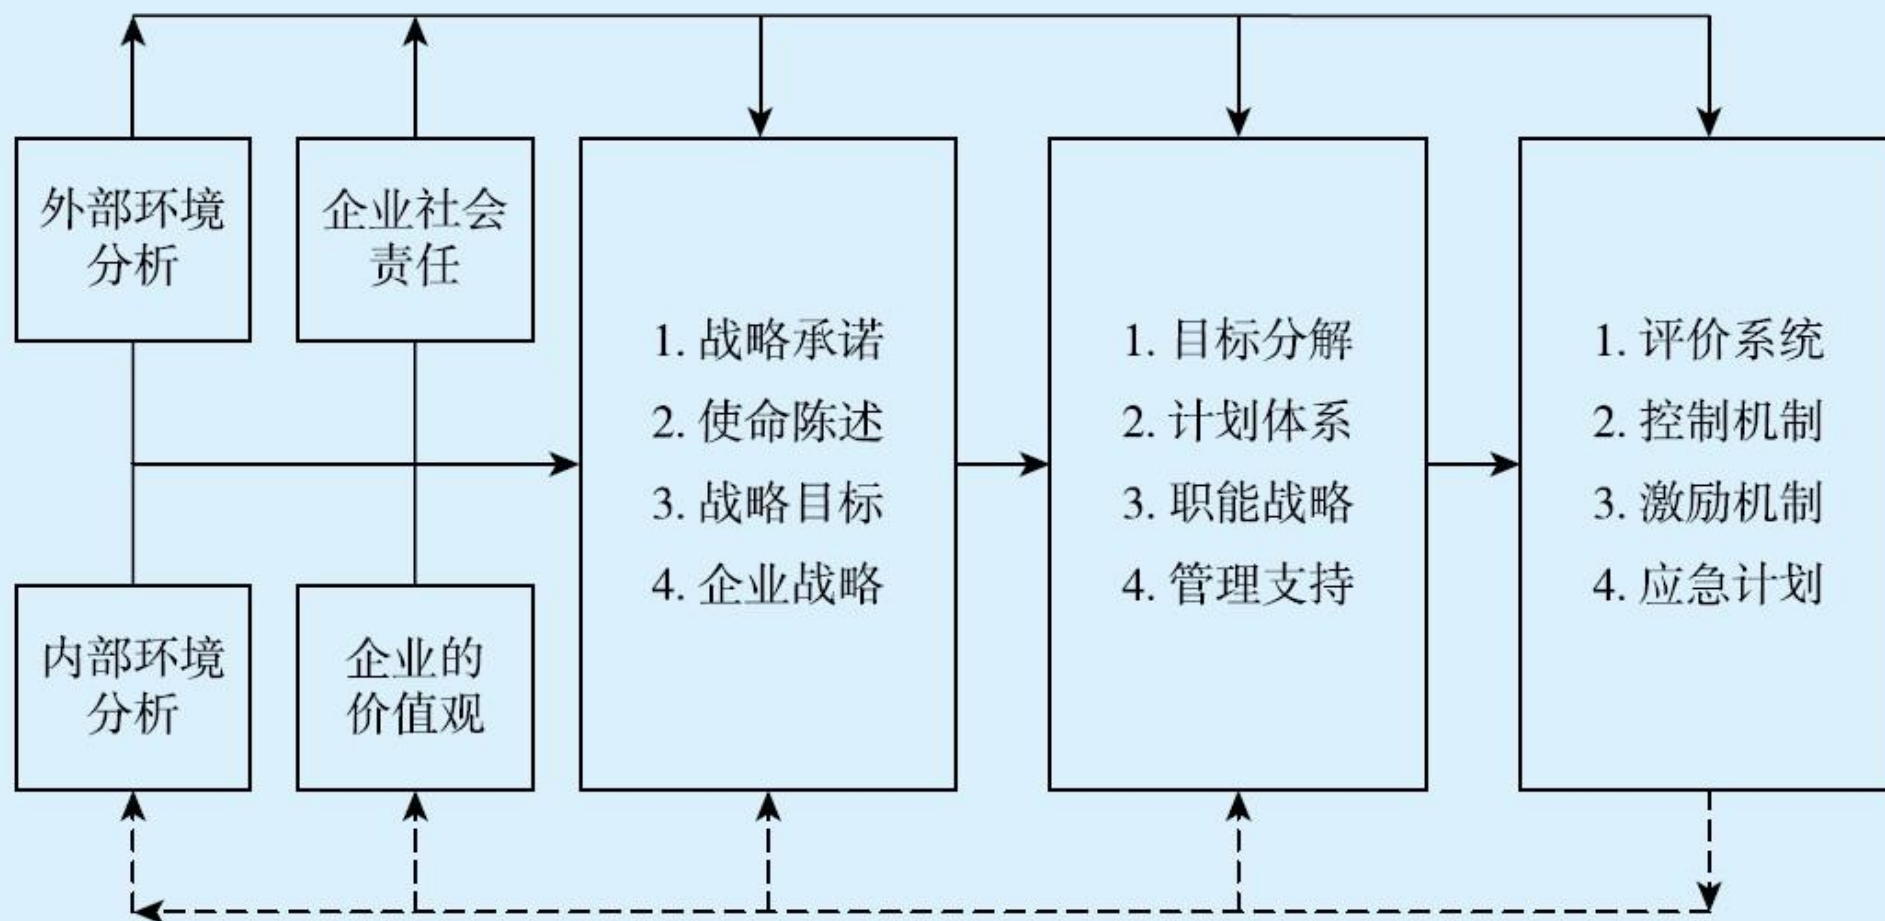 外部环境
分析
企业社会
责任
内部环境
分析
企业的
价值观
1. 战略承诺
2. 使命陈述
3. 战略目标
4. 企业战略
1. 目标分解
2. 计划体系
3. 职能战略
4. 管理支持
1. 评价系统
2. 控制机制
3. 激励机制
4. 应急计划